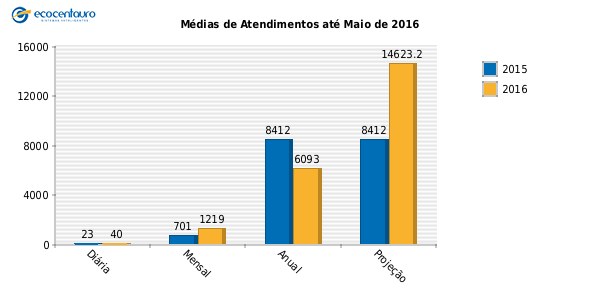 ecocentauro
Médias de Atendimentos até Maio de 2016
16000
14623.2
2015
2016
12000
8412
8412
8000
6093
4000
701
1219
23
40
0
Diária
Mensal
Anual
Projeção